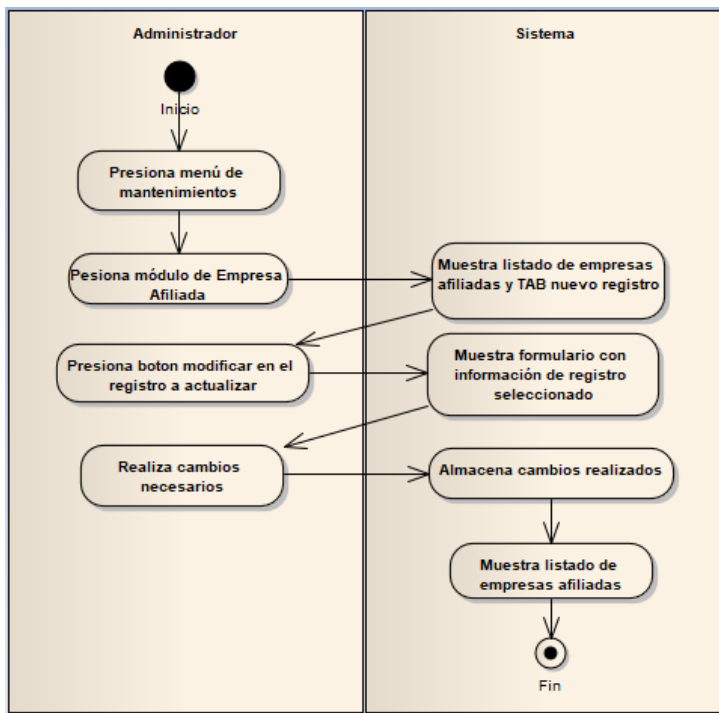 Administrador
Sistema
Inicio
Presiona menú de
mantenimientos
Pesiona módulo de Empresa
Afiliada
Muestra listado de empresas
afiliadas y TAB nuevo registro
Presiona boton modificar en el
registro a actualizar
Muestra formulario con
información de registro
seleccionado
Realiza cambios
necesarios
Almacena cambios realizados
Muestra listado de
empresas afiliadas
Fin